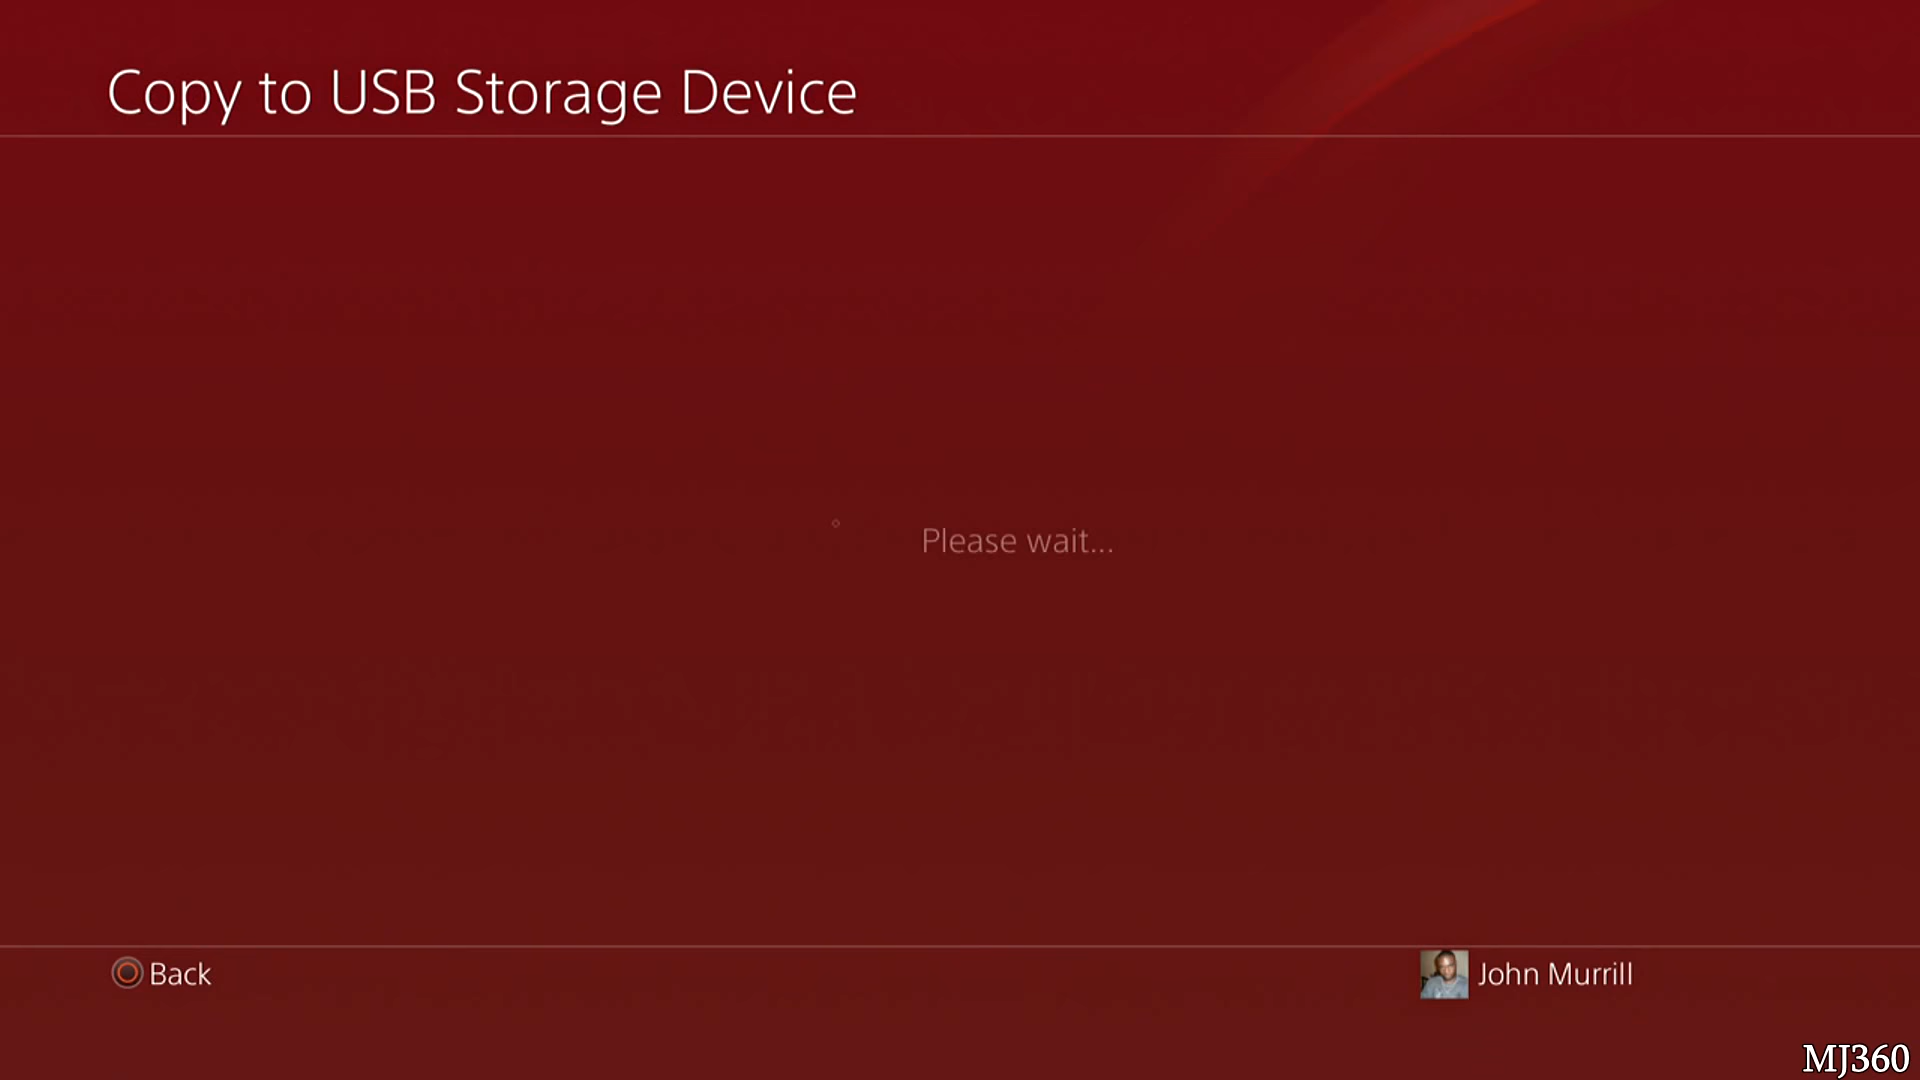 Copy to USB Storage Device
Please wait...
Back
John Murrill
MJ360